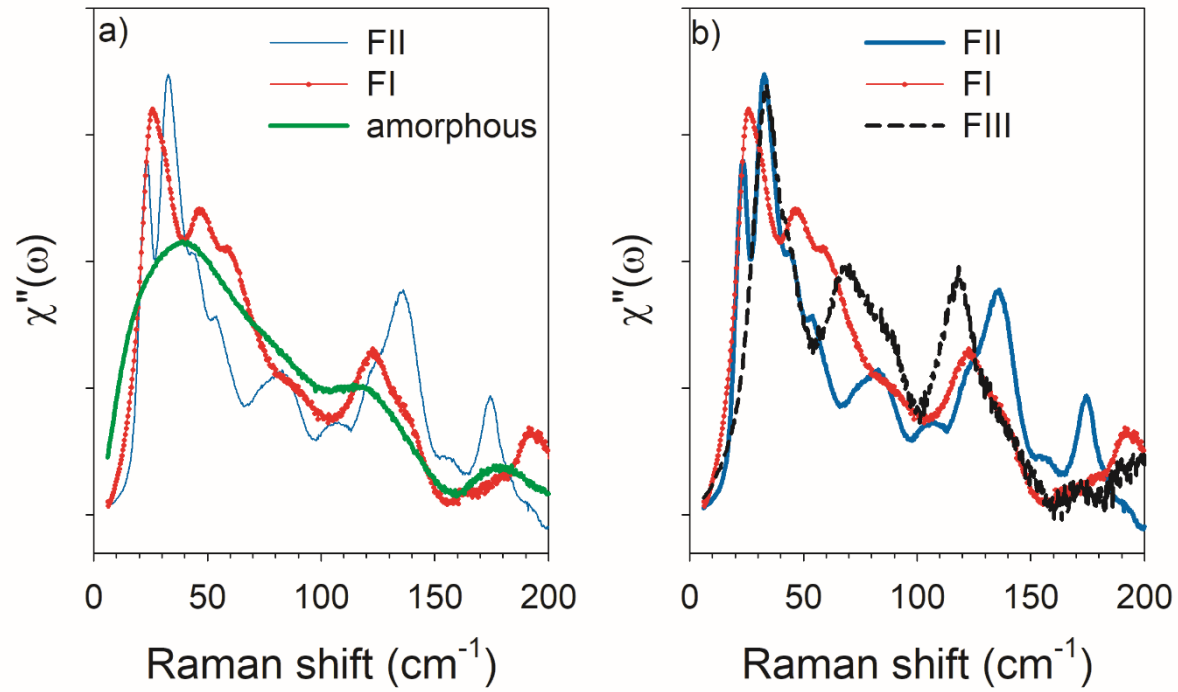 a)
FII
FI
amorphous
χ"(ω)
0 50 100 150 200
Raman shift (cm⁻¹)
b)
FII
FI
FIII
χ"(ω)
0 50 100 150 200
Raman shift (cm⁻¹)